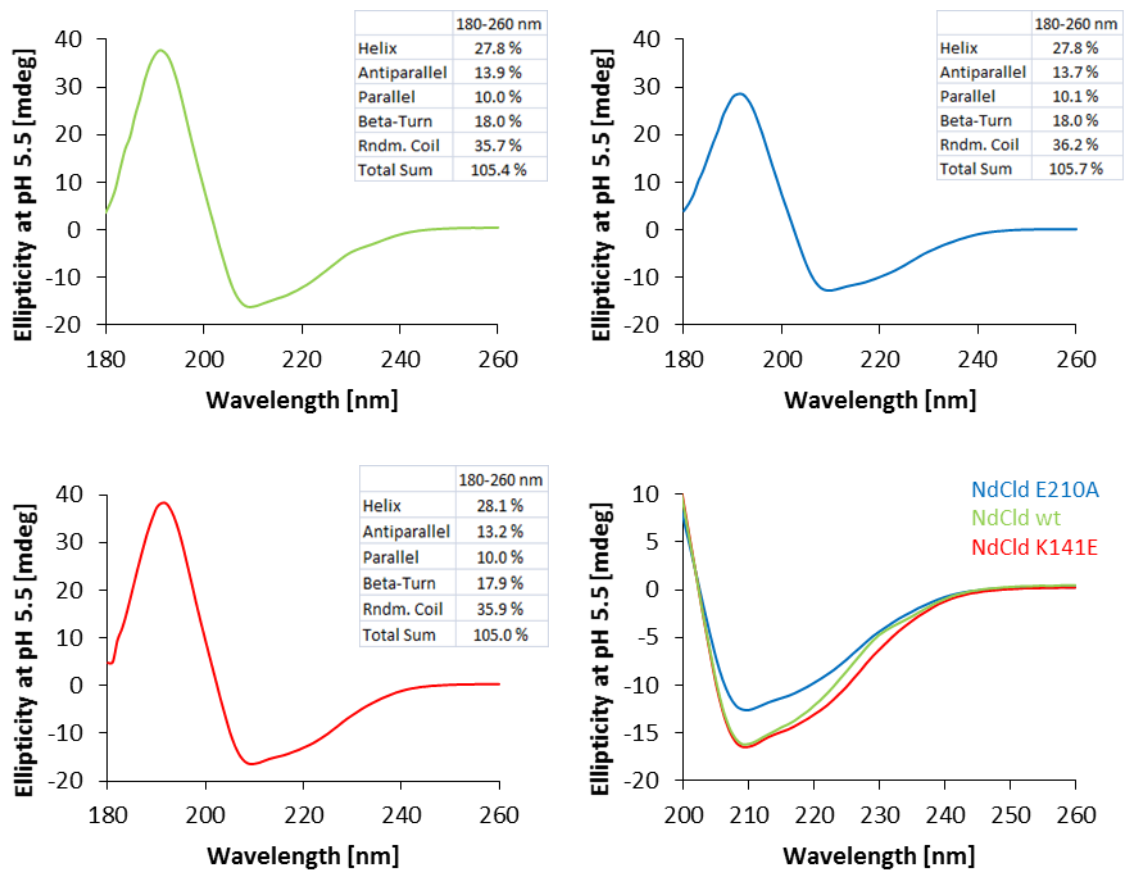 Ellipticity at pH 5.5 [mdeg]
40
30
20
10
0
-10
-20
180 200 220 240 260
Wavelength [nm]
180-260 nm
Helix 27.8 %
Antiparallel 13.9 %
Parallel 10.0 %
Beta-Turn 18.0 %
Rndm. Coil 35.7 %
Total Sum 105.4 %
Ellipticity at pH 5.5 [mdeg]
40
30
20
10
0
-10
-20
180 200 220 240 260
Wavelength [nm]
180-260 nm
Helix 27.8 %
Antiparallel 13.7 %
Parallel 10.1 %
Beta-Turn 18.0 %
Rndm. Coil 36.2 %
Total Sum 105.7 %
Ellipticity at pH 5.5 [mdeg]
40
30
20
10
0
-10
-20
180 200 220 240 260
Wavelength [nm]
180-260 nm
Helix 28.1 %
Antiparallel 13.2 %
Parallel 10.0 %
Beta-Turn 17.9 %
Rndm. Coil 35.9 %
Total Sum 105.0 %
Ellipticity at pH 5.5 [mdeg]
10
5
0
-5
-10
-15
-20
200 210 220 230 240 250 260
Wavelength [nm]
NdCld E210A
NdCld wt
NdCld K141E